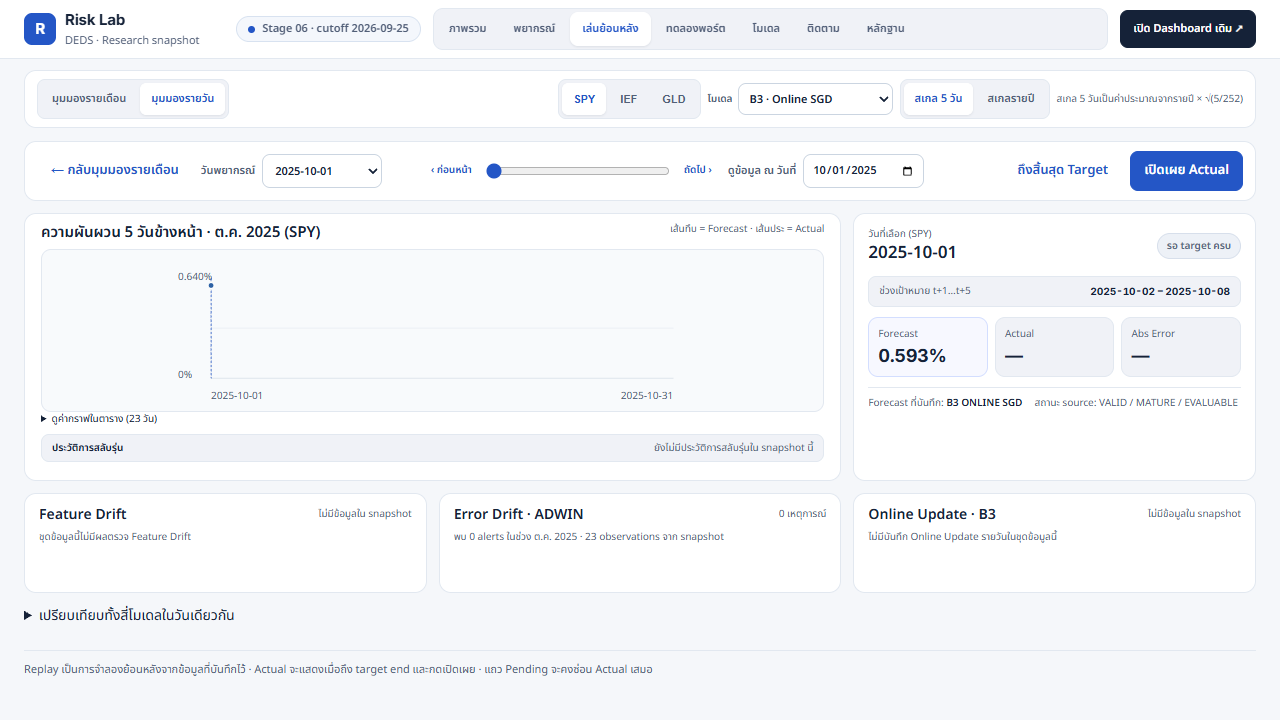 R
Risk Lab
DEDS · Research snapshot
Stage 06 · cutoff 2026-09-25
ภาพรวม
พยากรณ์
เล่นย้อนหลัง
ทดลองพอร์ต
โมเดล
ติดตาม
หลักฐาน
เปิด Dashboard เดิม ↗
มุมมองรายเดือน
มุมมองรายวัน
SPY
IEF
GLD
โมเดล
B3 · Online SGD
สเกล 5 วัน
สเกลรายปี
สเกล 5 วันเป็นค่าประมาณจากรายปี × √(5/252)
← กลับมุมมองรายเดือน
วันพยากรณ์
2025-10-01
‹ ก่อนหน้า
ถัดไป ›
ดูข้อมูล ณ วันที่
10/01/2025
ถึงสิ้นสุด Target
เปิดเผย Actual
ความผันผวน 5 วันข้างหน้า · ต.ค. 2025 (SPY)
เส้นทึบ = Forecast · เส้นประ = Actual
0.640%
0%
2025-10-01
2025-10-31
▶ ดูค่ากราฟในตาราง (23 วัน)
ประวัติการสลับรุ่น
ยังไม่มีประวัติการสลับรุ่นใน snapshot นี้
วันที่เลือก (SPY)
2025-10-01
รอ target ครบ
ช่วงเป้าหมาย t+1…t+5
2025-10-02 – 2025-10-08
Forecast
0.593%
Actual
—
Abs Error
—
Forecast ที่บันทึก: B3 ONLINE SGD
สถานะ source: VALID / MATURE / EVALUABLE
Feature Drift
ไม่มีข้อมูลใน snapshot
ชุดข้อมูลนี้ไม่มีผลตรวจ Feature Drift
Error Drift · ADWIN
0 เหตุการณ์
พบ 0 alerts ในช่วง ต.ค. 2025 · 23 observations จาก snapshot
Online Update · B3
ไม่มีข้อมูลใน snapshot
ไม่มีบันทึก Online Update รายวันในชุดข้อมูลนี้
▶ เปรียบเทียบทั้งสี่โมเดลในวันเดียวกัน
Replay เป็นการจำลองย้อนหลังจากข้อมูลที่บันทึกไว้ · Actual จะแสดงเมื่อถึง target end และกดเปิดเผย · แถว Pending จะคงซ่อน Actual เสมอ